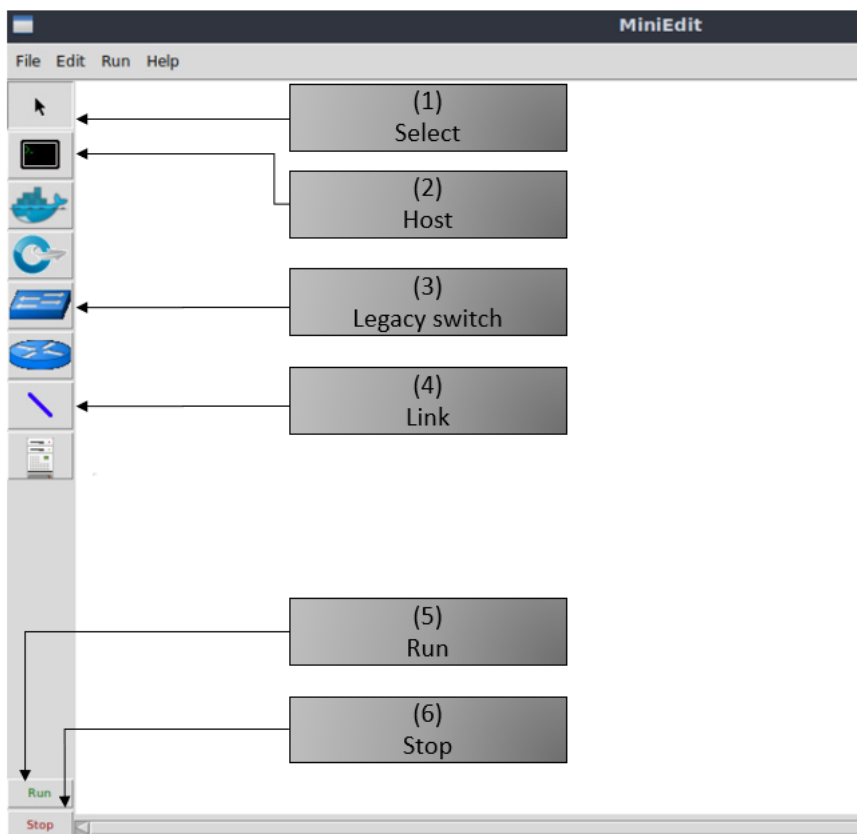 MiniEdit
File Edit Run Help
(1)
Select
(2)
Host
(3)
Legacy switch
(4)
Link
(5)
Run
(6)
Stop
Run
Stop